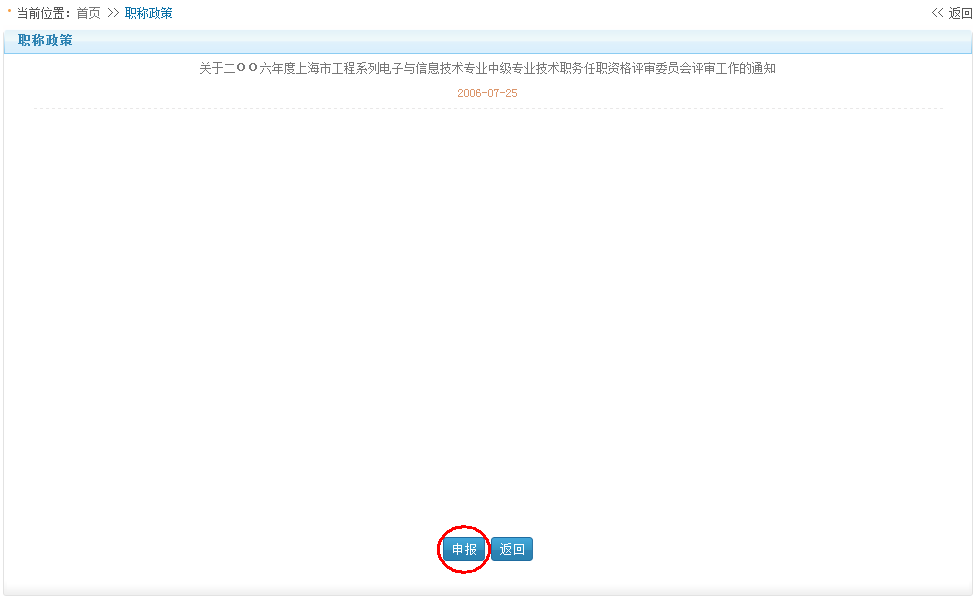 当前位置: 首页 >> 职称政策
<< 返回
职称政策
关于二OO六年度上海市工程系列电子与信息技术专业中级专业技术职务任职资格评审委员会评审工作的通知
2006-07-25
申报 返回